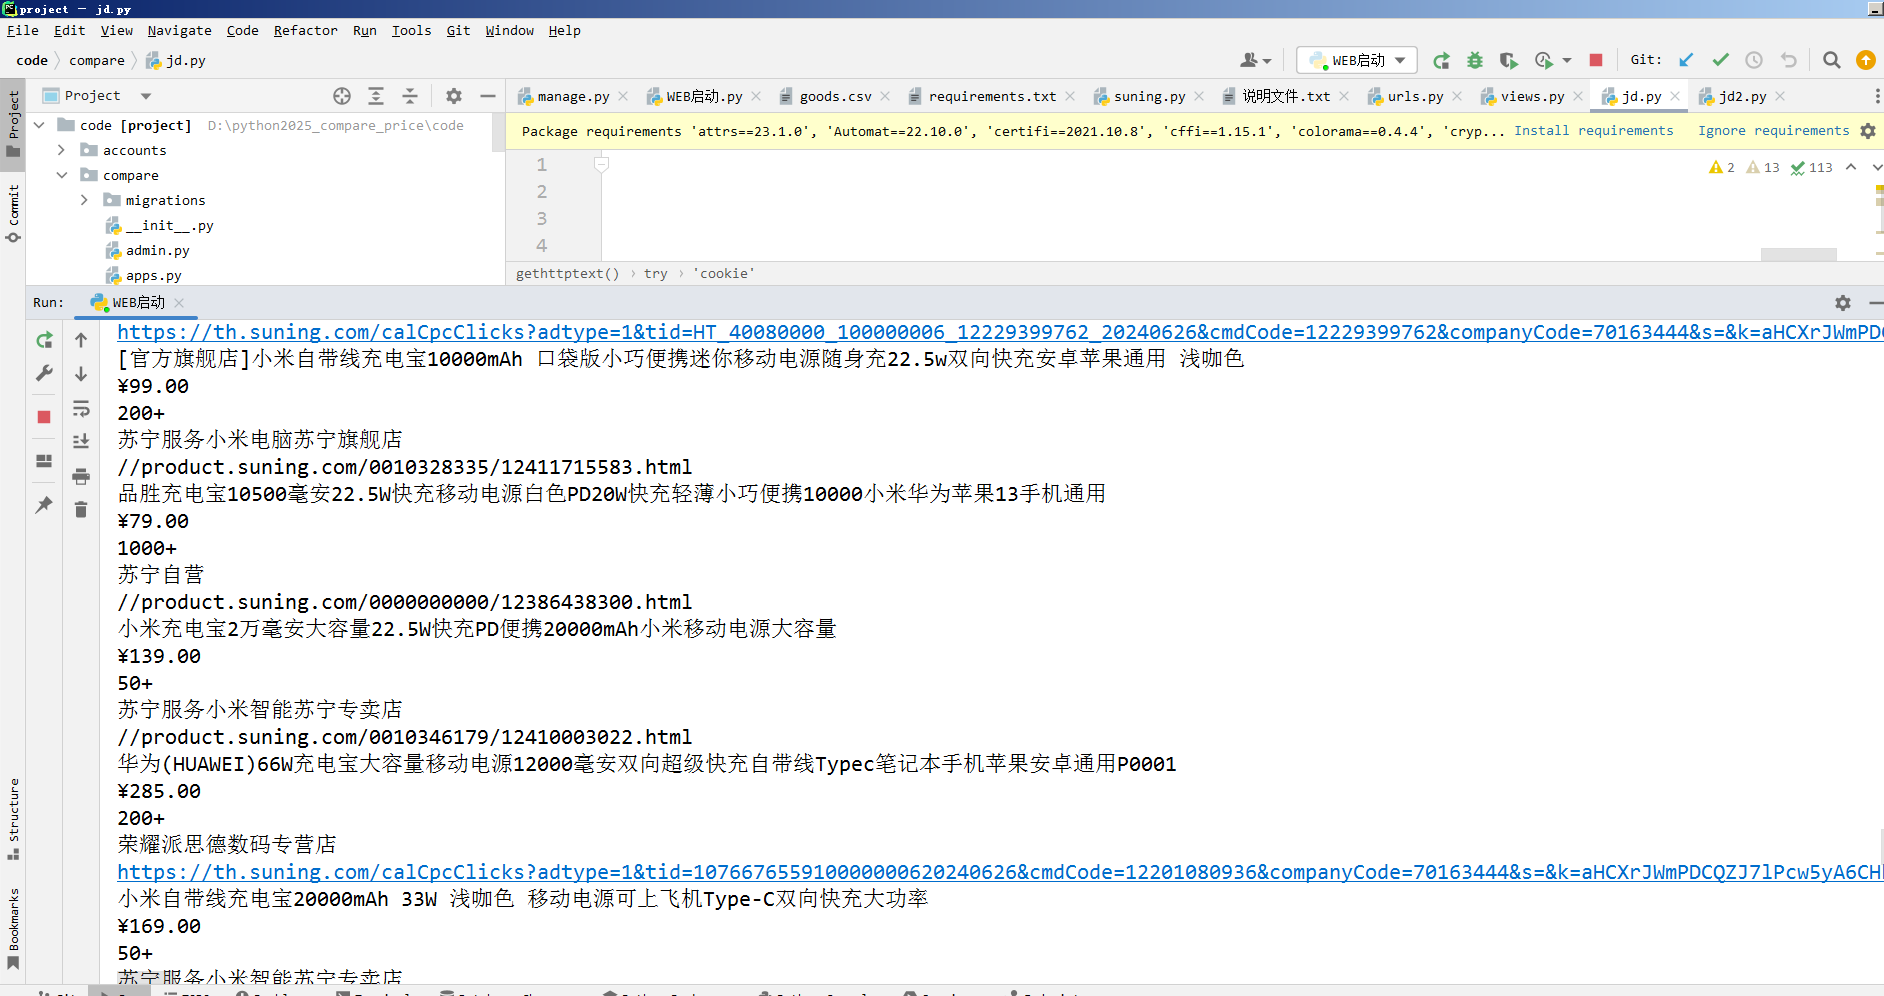 project – jd.py
File Edit View Navigate Code Refactor Run Tools Git Window Help
code compare jd.py WEB启动 Git:
Project manage.py WEB启动.py goods.csv requirements.txt suning.py 说明文件.txt urls.py views.py jd.py jd2.py
Package requirements 'attrs==23.1.0', 'Automat==22.10.0', 'certifi==2021.10.8', 'cffi==1.15.1', 'colorama==0.4.4', 'cryp... Install requirements Ignore requirements
code [project] D:\python2025_compare_price\code
accounts
compare
migrations
__init__.py
admin.py
apps.py
1
2
3
4
2 13 113
gethttptext() › try › 'cookie'
Project
Commit
Structure
Bookmarks
Run: WEB启动
https://th.suning.com/calCpcClicks?adtype=1&tid=HT_40080000_100000006_12229399762_20240626&cmdCode=12229399762&companyCode=70163444&s=&k=aHCXrJWmPD
[官方旗舰店]小米自带线充电宝10000mAh 口袋版小巧便携迷你移动电源随身充22.5w双向快充安卓苹果通用 浅咖色
¥99.00
200+
苏宁服务小米电脑苏宁旗舰店
//product.suning.com/0010328335/12411715583.html
品胜充电宝10500毫安22.5W快充移动电源白色PD20W快充轻薄小巧便携10000小米华为苹果13手机通用
¥79.00
1000+
苏宁自营
//product.suning.com/0000000000/12386438300.html
小米充电宝2万毫安大容量22.5W快充PD便携20000mAh小米移动电源大容量
¥139.00
50+
苏宁服务小米智能苏宁专卖店
//product.suning.com/0010346179/12410003022.html
华为(HUAWEI)66W充电宝大容量移动电源12000毫安双向超级快充自带线Typec笔记本手机苹果安卓通用P0001
¥285.00
200+
荣耀派思德数码专营店
https://th.suning.com/calCpcClicks?adtype=1&tid=107667655910000000620240626&cmdCode=12201080936&companyCode=70163444&s=&k=aHCXrJWmPDCQZJ7lPcw5yA6CH
小米自带线充电宝20000mAh 33W 浅咖色 移动电源可上飞机Type-C双向快充大功率
¥169.00
50+
苏宁服务小米智能苏宁专卖店